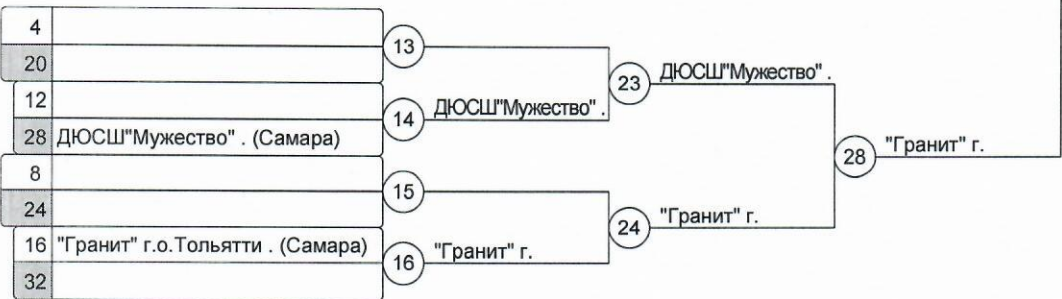 4
20
13
12
28 ДЮСШ"Мужество" . (Самара)
14 ДЮСШ"Мужество" .
23 ДЮСШ"Мужество" .
8
24
15
16 "Гранит" г.о.Тольятти . (Самара)
32
16 "Гранит" г.
24 "Гранит" г.
28 "Гранит" г.